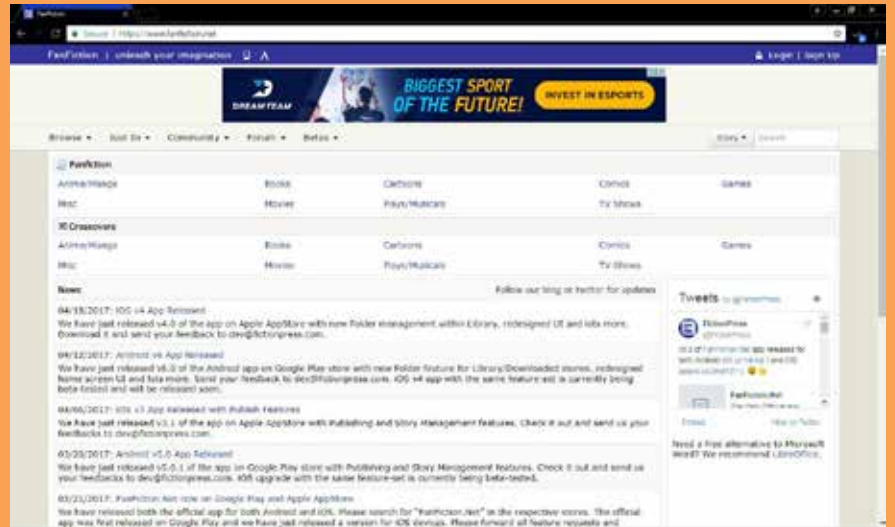 FanFiction
Secure | https://www.fanfiction.net
FanFiction | unleash your imagination
Login | Sign Up
DREAMTEAM
BIGGEST SPORT
OF THE FUTURE!
INVEST IN ESPORTS
Browse Just In Community Forum Betas
Story Search
Fanfiction
Anime/Manga Books Cartoons Comics Games
Misc Movies Plays/Musicals TV Shows
Crossovers
Anime/Manga Books Cartoons Comics Games
Misc Movies Plays/Musicals TV Shows
News Follow our blog or twitter for updates
04/18/2017: iOS v4 App Released
We have just released v4.0 of the app on Apple AppStore with new Folder management within Library, redesigned UI and lots more.
Download it and send your feedback to dev@fictionpress.com.
04/12/2017: Android v6 App Released
We have just released v6.0 of the Android app on Google Play store with new Folder feature for Library/Downloaded stories, redesigned
home screen UI and lots more. Send your feedback to dev@fictionpress.com. iOS v4 app with the same feature-set is currently being
beta-tested and will be released soon.
04/06/2017: iOS v3 App Released with Publish Features
We have just released v3.1 of the app on Apple AppStore with Publishing and Story Management features. Check it out and send us your
feedbacks to dev@fictionpress.com.
03/20/2017: Android v5.0 App Released
We have just released v5.0.1 of the app on Google Play store with Publishing and Story Management features. Check it out and send us
your feedbacks to dev@fictionpress.com. iOS upgrade with the same feature-set is currently being beta-tested.
03/21/2017: FanFiction.Net now on Google Play and Apple AppStore
We have released both the official app for both Android and iOS. Please search for "FanFiction.Net" in the respective stores. The official
app was first released on Google Play and we have just released a version for iOS devices. Please forward all feature requests and
Tweets by @FictionPress
FictionPress
@FictionPress
FanFiction.Net
Embed View on Twitter
Need a free alternative to Microsoft
Word? We recommend LibreOffice.